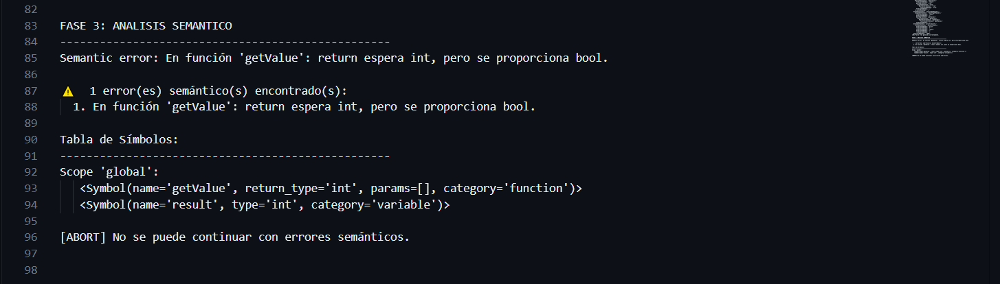 82
83 FASE 3: ANALISIS SEMANTICO
84 --------------------------------------------------
85 Semantic error: En función 'getValue': return espera int, pero se proporciona bool.
86
87 ⚠️  1 error(es) semántico(s) encontrado(s):
88   1. En función 'getValue': return espera int, pero se proporciona bool.
89
90 Tabla de Símbolos:
91 --------------------------------------------------
92 Scope 'global':
93    <Symbol(name='getValue', return_type='int', params=[], category='function')>
94    <Symbol(name='result', type='int', category='variable')>
95
96 [ABORT] No se puede continuar con errores semánticos.
97
98